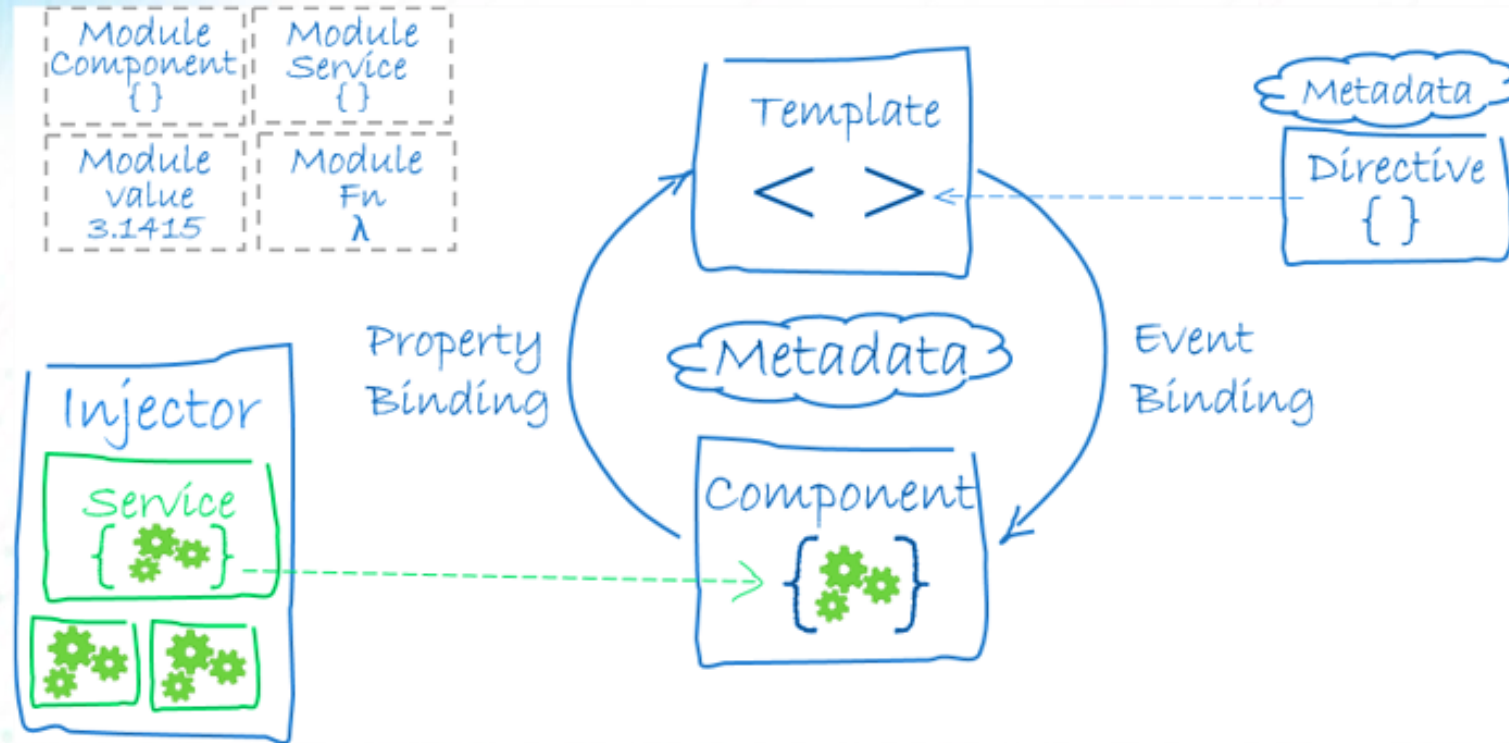 Module
Component
{ }
Module
Service
{ }
Module
value
3.1415
Module
Fn
λ
Template
< >
Metadata
Directive
{ }
Property
Binding
Metadata
Event
Binding
Injector
Service
{ }
Component
{ }